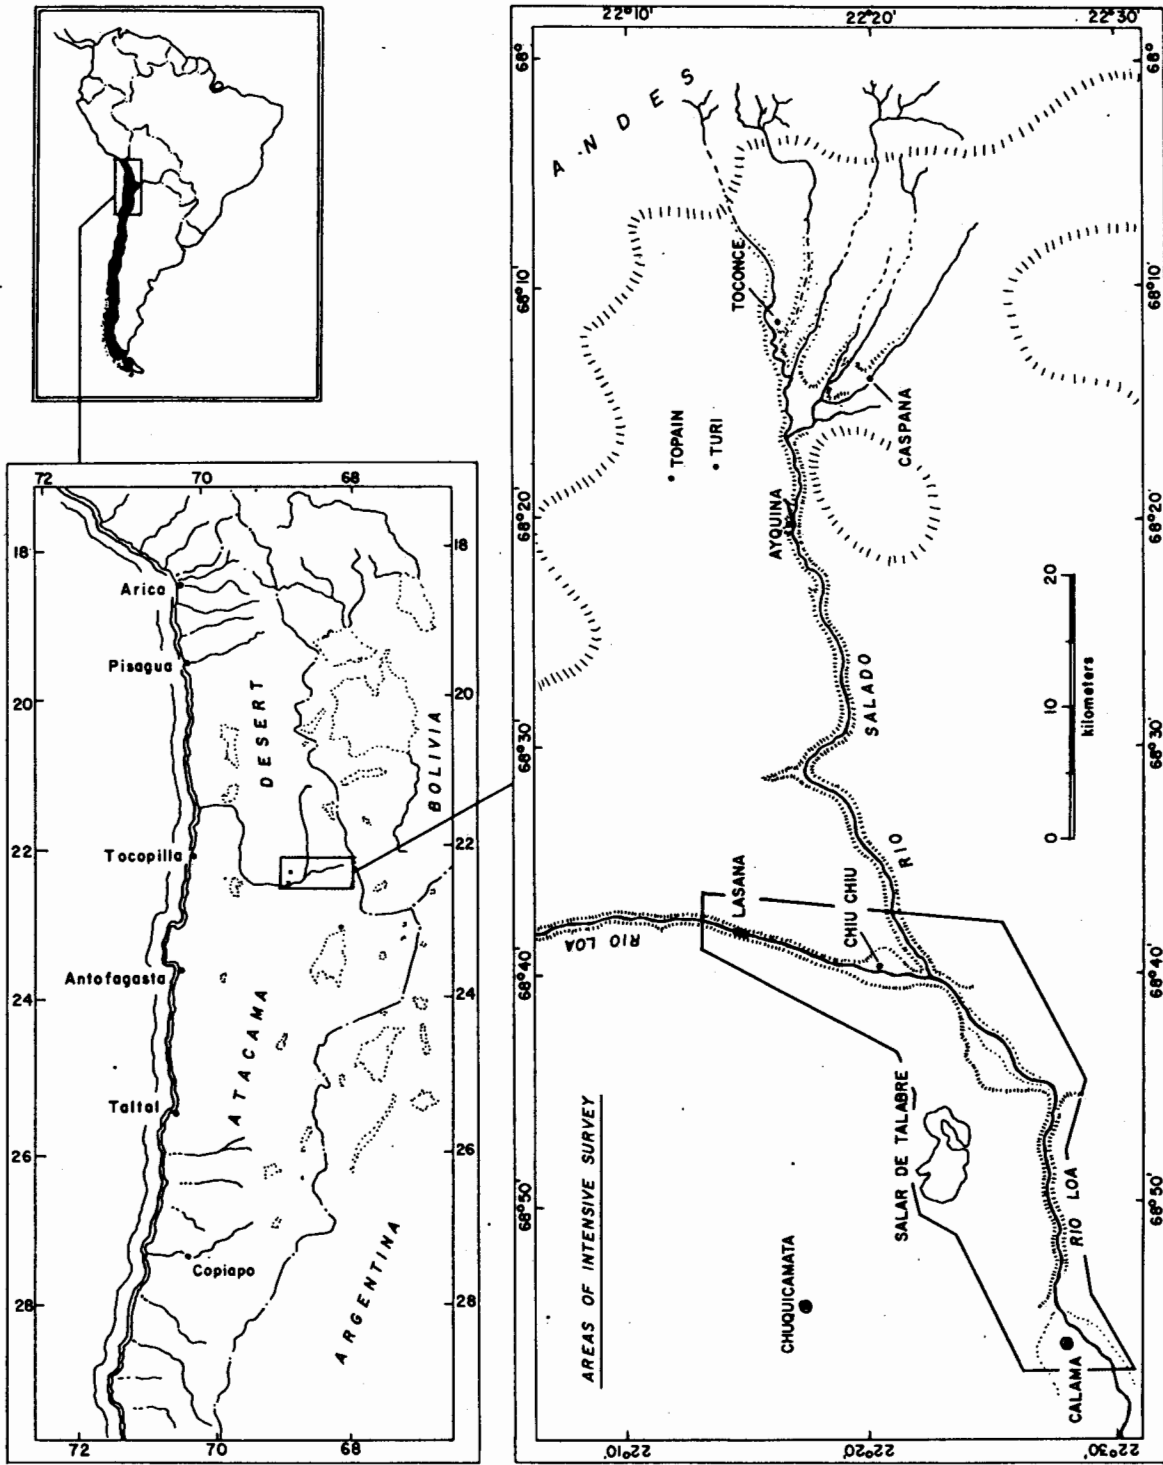 72
70
68
18
18
Arica
Pisagua
20
20
DESERT
BOLIVIA
22
22
Tocopilla
Antofagasta
24
24
ATACAMA
Taltal
26
26
Copiapo
28
28
ARGENTINA
72
70
68
22°10'
22°20'
22°30'
68°
68°
ANDES
68°10'
68°10'
TOCONCE
CASPANA
TOPAIN
TURI
68°20'
68°20'
AYQUINA
RIO SALADO
20
10
0
kilometers
68°30'
68°30'
LASANA
CHIU CHIU
RIO LOA
68°40'
68°40'
SALAR DE TALABRE
AREAS OF INTENSIVE SURVEY
68°50'
68°50'
RIO LOA
CHUQUICAMATA
CALAMA
22°10'
22°20'
22°30'